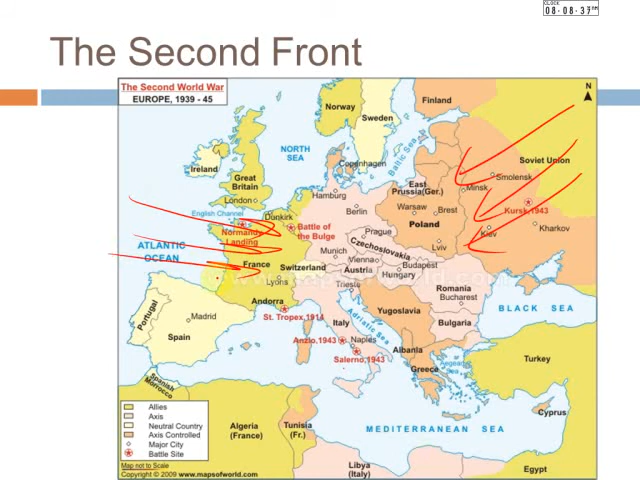 CLOCK
08-08-37 PM
The Second Front
The Second World War
EUROPE, 1939 - 45
N
Norway
Finland
Sweden
NORTH
SEA
Baltic Sea
Soviet Union
Ireland
Great
Britain
Copenhagen
East
Prussia(Ger.)
Smolensk
Minsk
London
Hamburg
Berlin
Warsaw
Brest
Kursk,1943
English Channel
Dunkirk
Poland
Kharkov
Kiev
Normandy
Landing
Battle of
the Bulge
Prague
Lviv
Czechoslovakia
ATLANTIC
OCEAN
France
Munich
Vienna
Budapest
Switzerland
Austria
Hungary
Lyons
Trieste
Romania
Bucharest
Andorra
St. Tropex,1914
Yugoslavia
BLACK SEA
Portugal
Madrid
Italy
Adriatic Sea
Bulgaria
Spain
Anzio,1943
Naples
Albania
Salerno,1943
Greece
Aegean
Sea
Turkey
Spanish
Morrocco
Cyprus
Allies
Axis
Neutral Country
Axis Controlled
Major City
Battle Site
Algeria
(France)
Tunisia
(Fr.)
MEDITERRANEAN SEA
Map not to Scale
Copyright © 2009 www.mapsofworld.com
Libya
(Italy)
Egypt